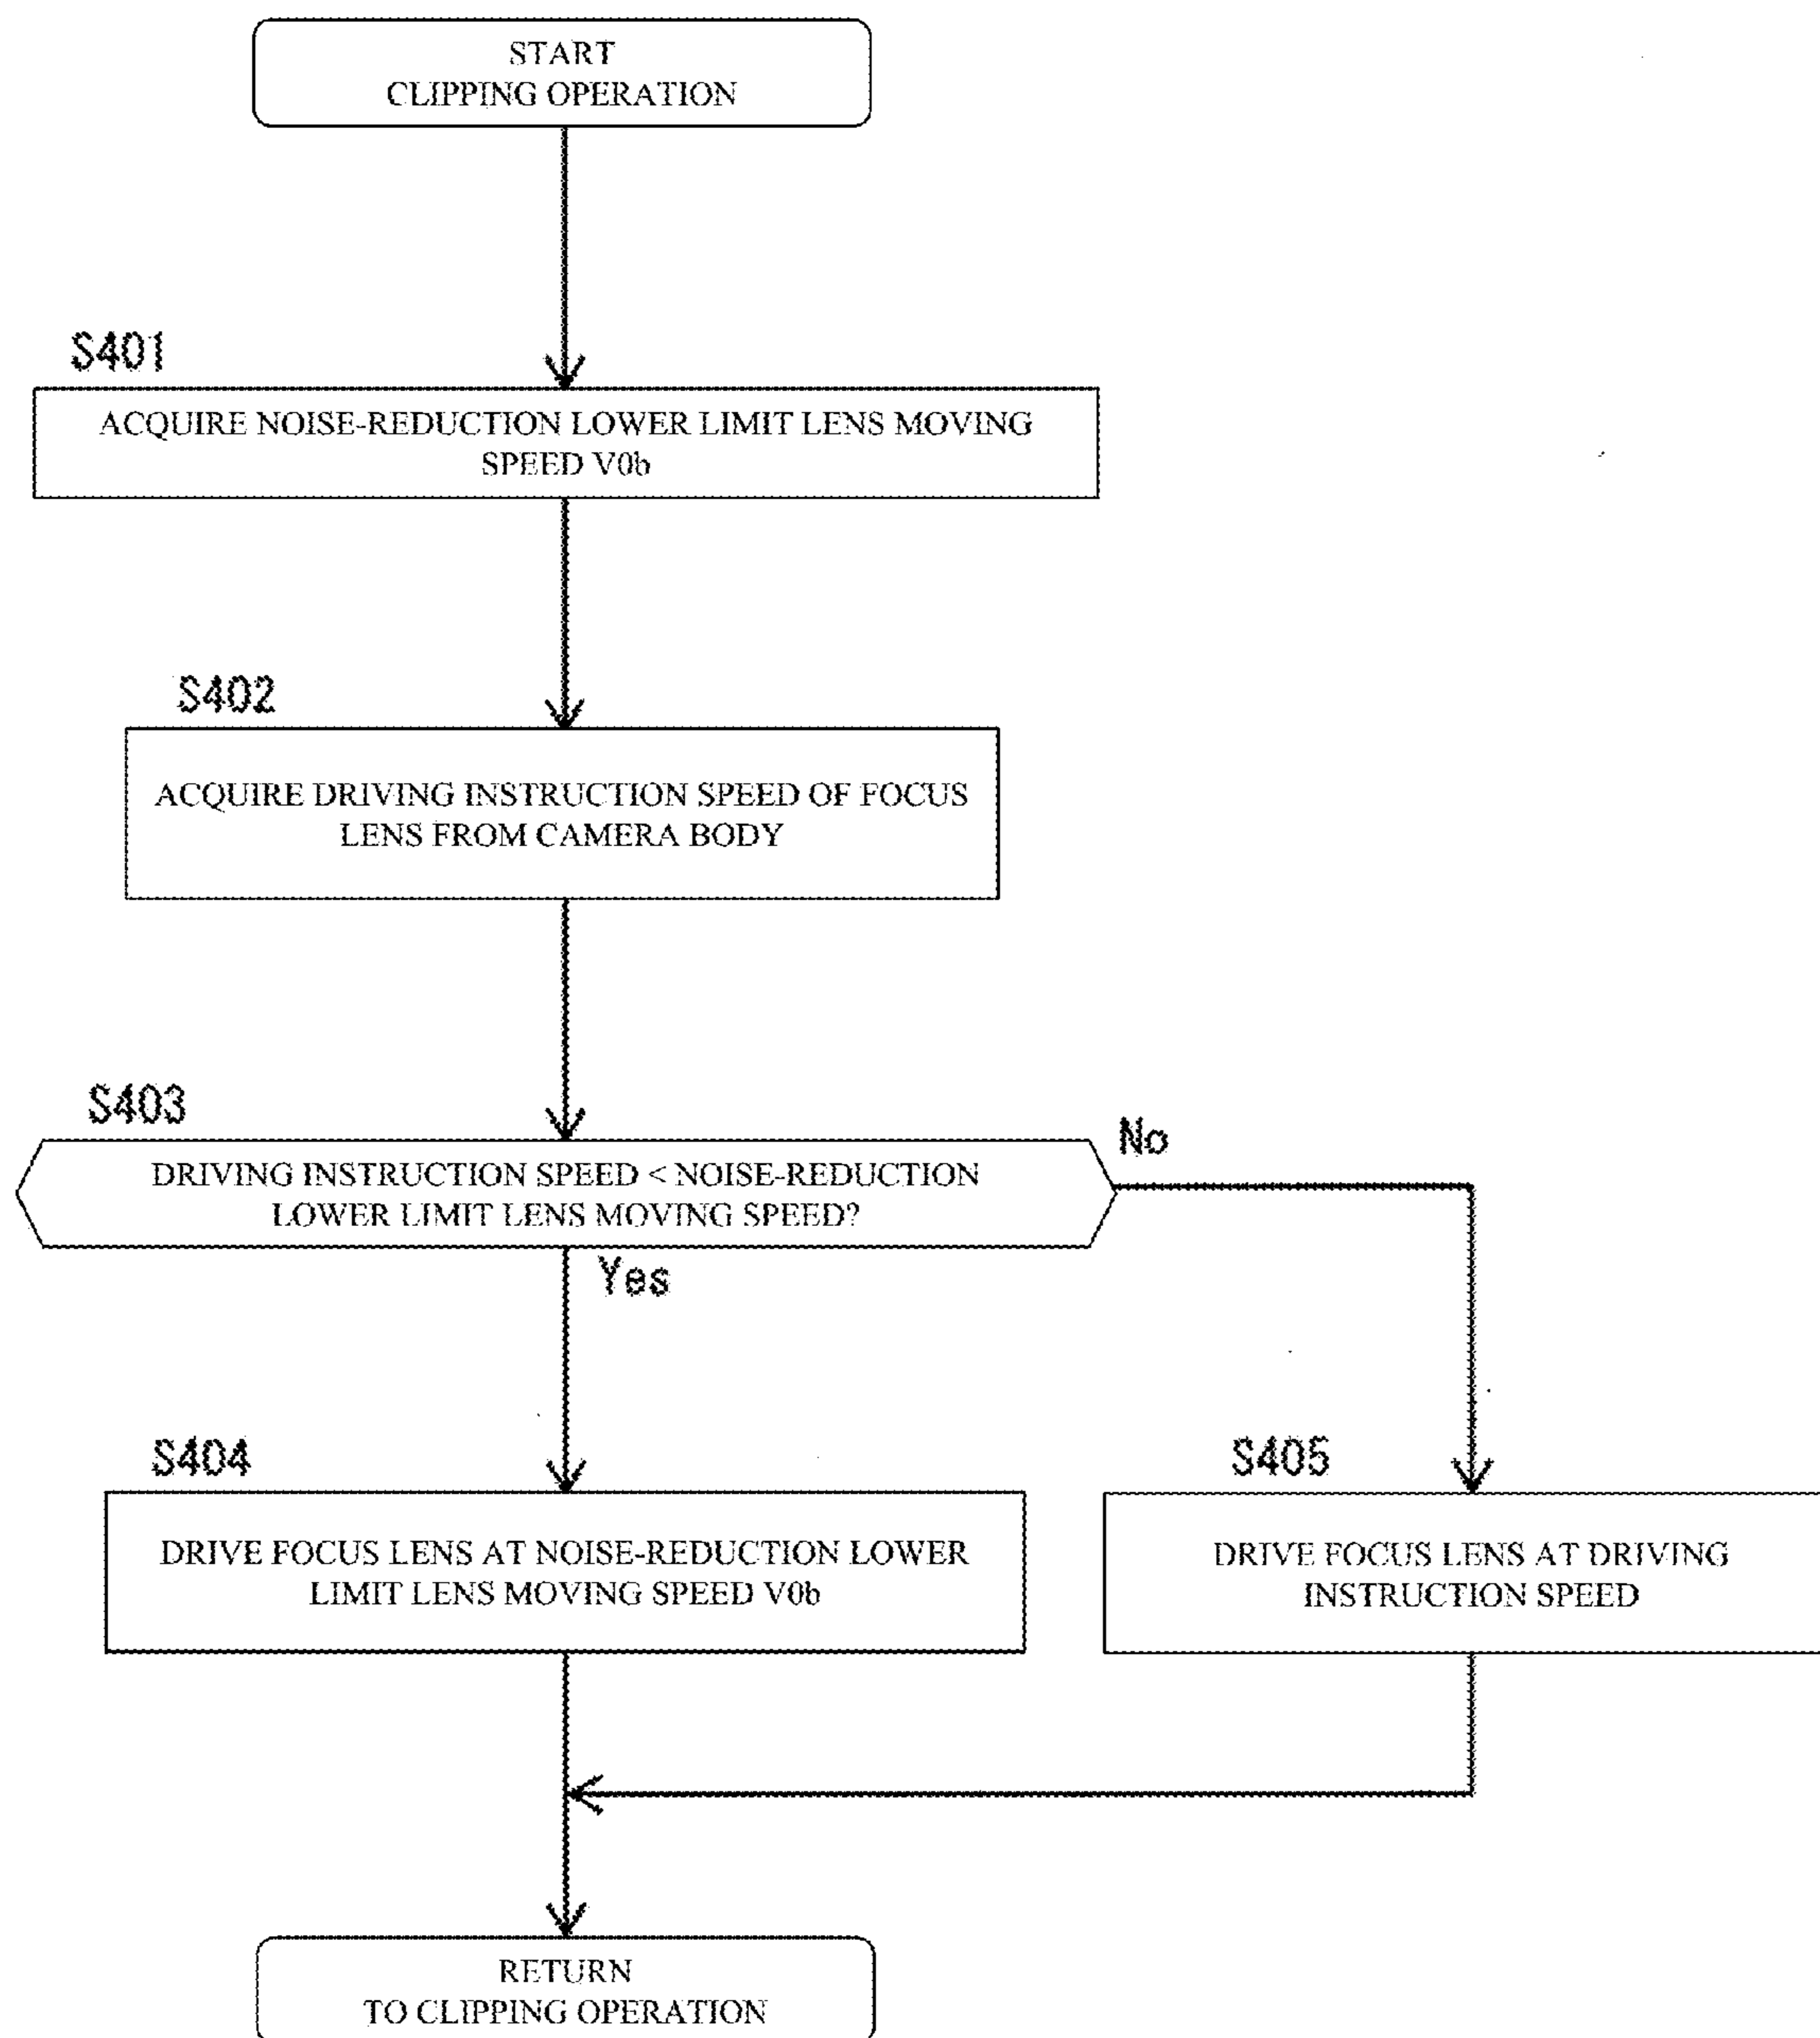 START
CLIPPING OPERATION
S401
ACQUIRE NOISE-REDUCTION LOWER LIMIT LENS MOVING
SPEED V0b
S402
ACQUIRE DRIVING INSTRUCTION SPEED OF FOCUS
LENS FROM CAMERA BODY
S403
DRIVING INSTRUCTION SPEED < NOISE-REDUCTION
LOWER LIMIT LENS MOVING SPEED?
No
Yes
S404
DRIVE FOCUS LENS AT NOISE-REDUCTION LOWER
LIMIT LENS MOVING SPEED V0b
S405
DRIVE FOCUS LENS AT DRIVING
INSTRUCTION SPEED
RETURN
TO CLIPPING OPERATION